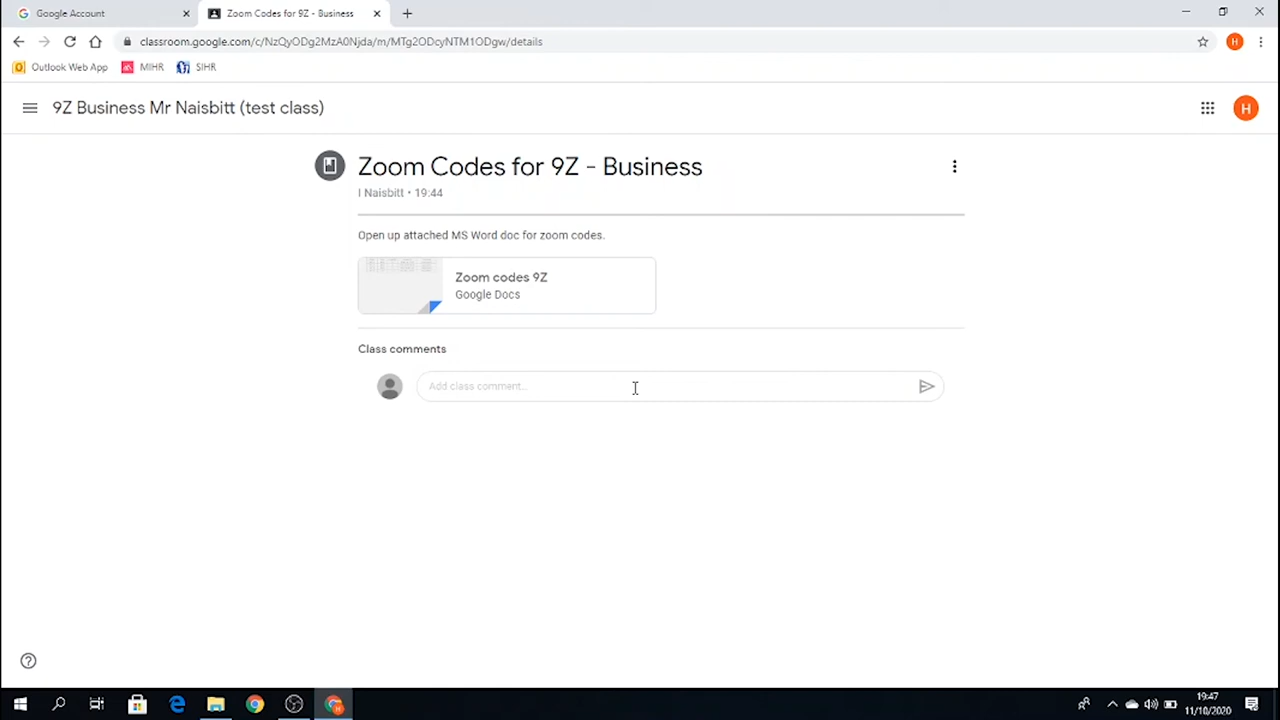 Google Account
Zoom Codes for 9Z - Business
classroom.google.com/c/NzQyODg2MzA0Njda/m/MTg2ODcyNTM1ODgw/details
H
Outlook Web App MIHR SIHR
9Z Business Mr Naisbitt (test class)
H
Zoom Codes for 9Z - Business
I Naisbitt • 19:44
Open up attached MS Word doc for zoom codes.
Zoom codes 9Z
Google Docs
Class comments
Add class comment...
19:47
11/10/2020